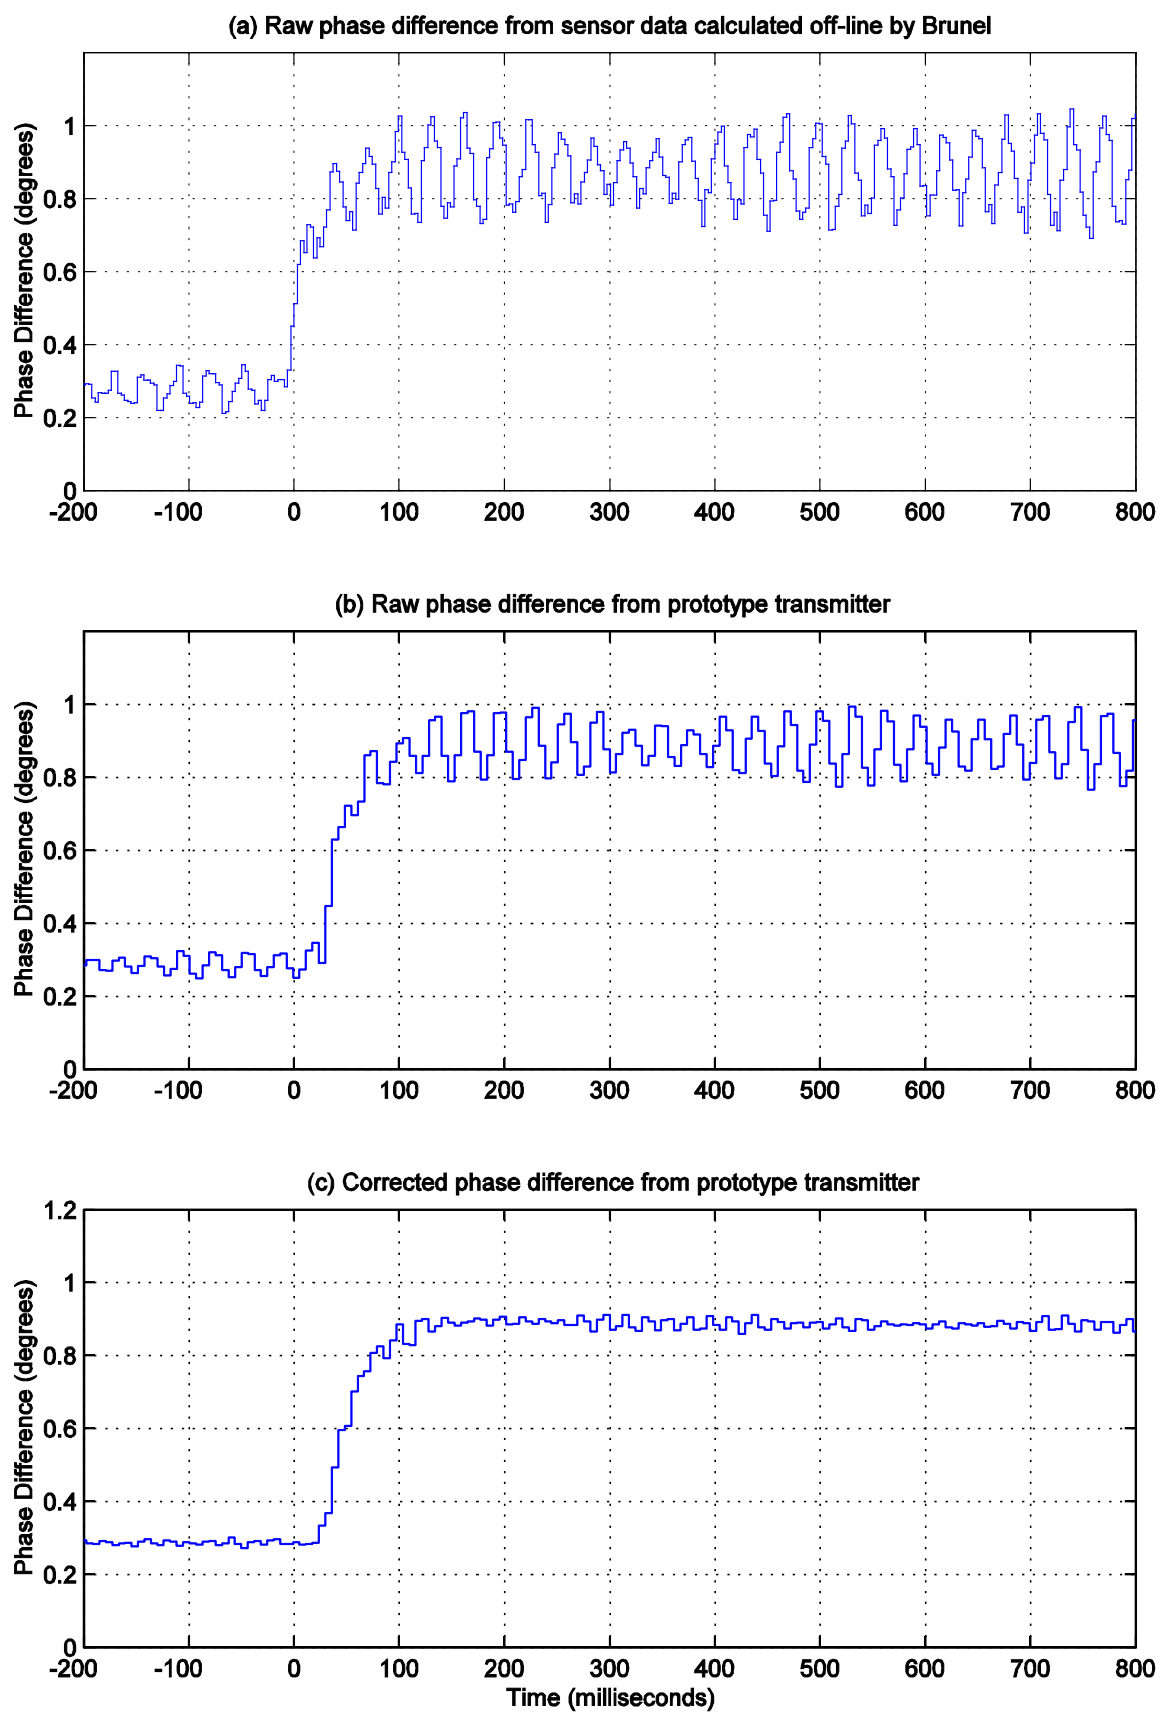 (a) Raw phase difference from sensor data calculated off-line by Brunel
Phase Difference (degrees)
1
0.8
0.6
0.4
0.2
0
-200 -100 0 100 200 300 400 500 600 700 800
(b) Raw phase difference from prototype transmitter
Phase Difference (degrees)
1
0.8
0.6
0.4
0.2
0
-200 -100 0 100 200 300 400 500 600 700 800
(c) Corrected phase difference from prototype transmitter
Phase Difference (degrees)
1.2
1
0.8
0.6
0.4
0.2
0
-200 -100 0 100 200 300 400 500 600 700 800
Time (milliseconds)